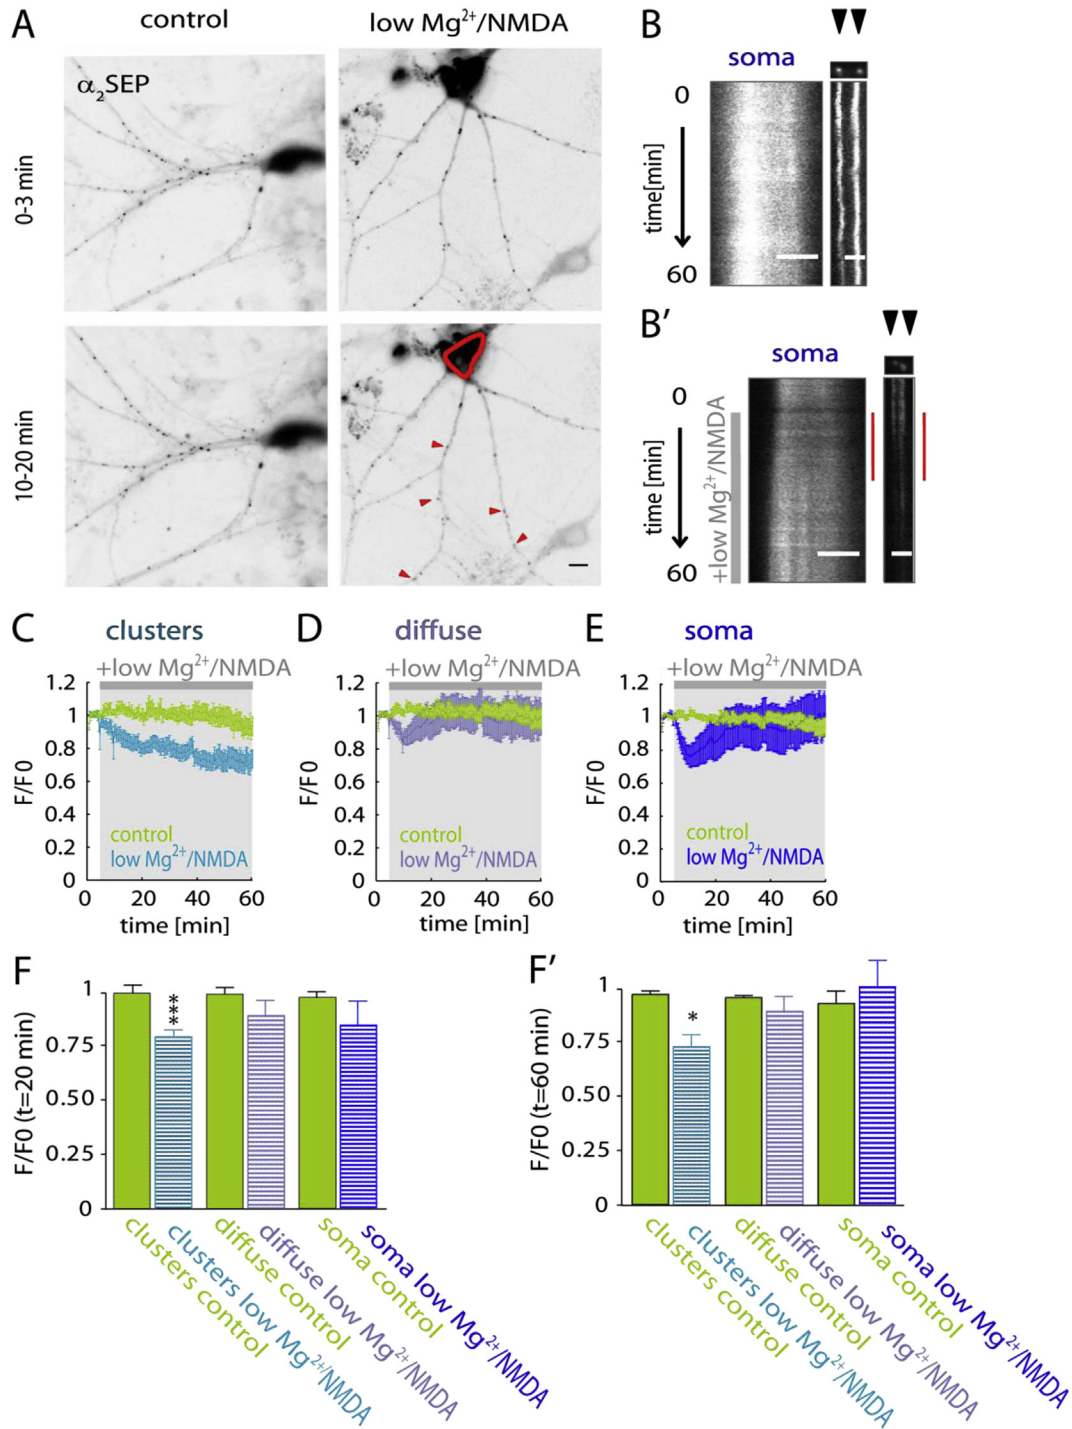 A
control
low Mg²⁺/NMDA
α₂SEP
0-3 min
10-20 min
B
soma
0
time[min]
60
B′
soma
0
time [min]
60
+low Mg²⁺/NMDA
C
clusters
+low Mg²⁺/NMDA
1.2
1
0.8
0.6
0.4
0.2
0
F/F0
control
low Mg²⁺/NMDA
0
20
40
60
time [min]
D
diffuse
+low Mg²⁺/NMDA
1.2
1
0.8
0.6
0.4
0.2
0
F/F0
control
low Mg²⁺/NMDA
0
20
40
60
time [min]
E
soma
+low Mg²⁺/NMDA
1.2
1
0.8
0.6
0.4
0.2
0
F/F0
control
low Mg²⁺/NMDA
0
20
40
60
time [min]
F
F/F0 (t=20 min)
1
0.75
0.50
0.25
0
***
clusters control
clusters low Mg²⁺/NMDA
diffuse control
diffuse low Mg²⁺/NMDA
soma control
soma low Mg²⁺/NMDA
F′
F/F0 (t=60 min)
1
0.75
0.50
0.25
0
*
clusters control
clusters low Mg²⁺/NMDA
diffuse control
diffuse low Mg²⁺/NMDA
soma control
soma low Mg²⁺/NMDA